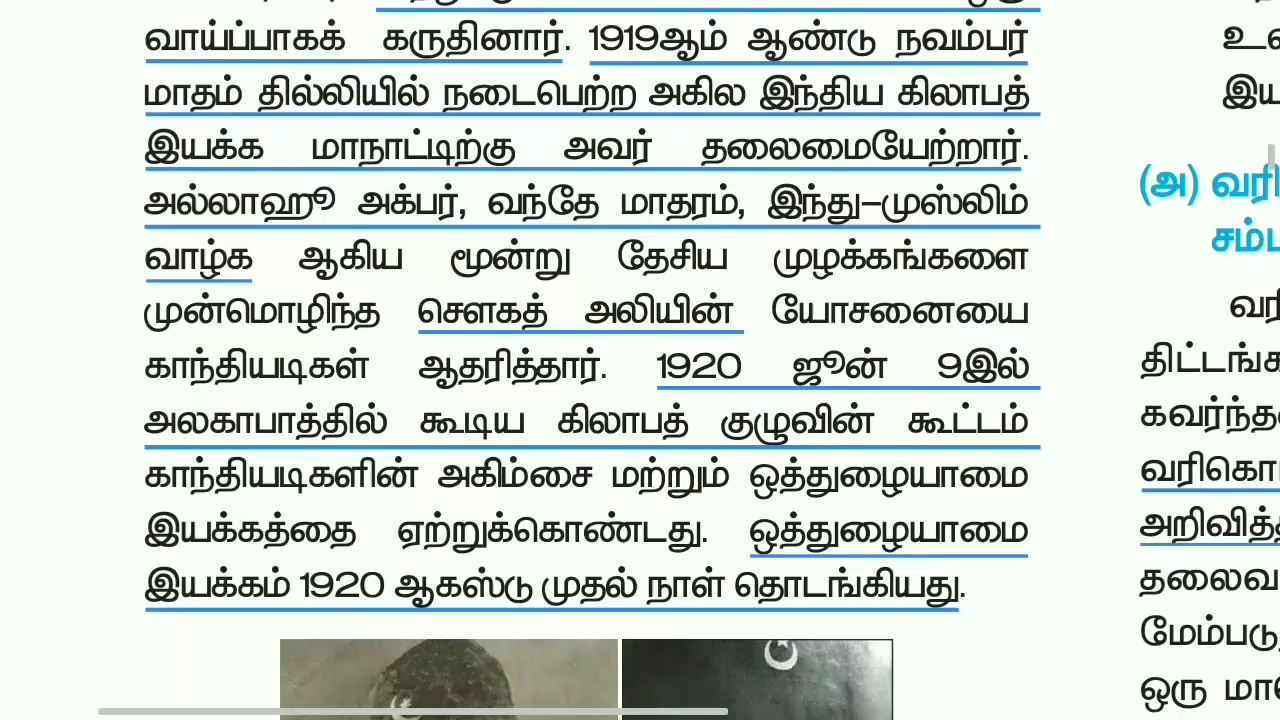 வாய்ப்பாகக் கருதினார். 1919ஆம் ஆண்டு நவம்பர்
மாதம் தில்லியில் நடைபெற்ற அகில இந்திய கிலாபத்
இயக்க மாநாட்டிற்கு அவர் தலைமையேற்றார்.
அல்லாஹூ அக்பர், வந்தே மாதரம், இந்து–முஸ்லிம்
வாழ்க ஆகிய மூன்று தேசிய முழக்கங்களை
முன்மொழிந்த சௌகத் அலியின் யோசனையை
காந்தியடிகள் ஆதரித்தார். 1920 ஜூன் 9இல்
அலகாபாத்தில் கூடிய கிலாபத் குழுவின் கூட்டம்
காந்தியடிகளின் அகிம்சை மற்றும் ஒத்துழையாமை
இயக்கத்தை ஏற்றுக்கொண்டது. ஒத்துழையாமை
இயக்கம் 1920 ஆகஸ்டு முதல் நாள் தொடங்கியது.
(அ)
ஒரு